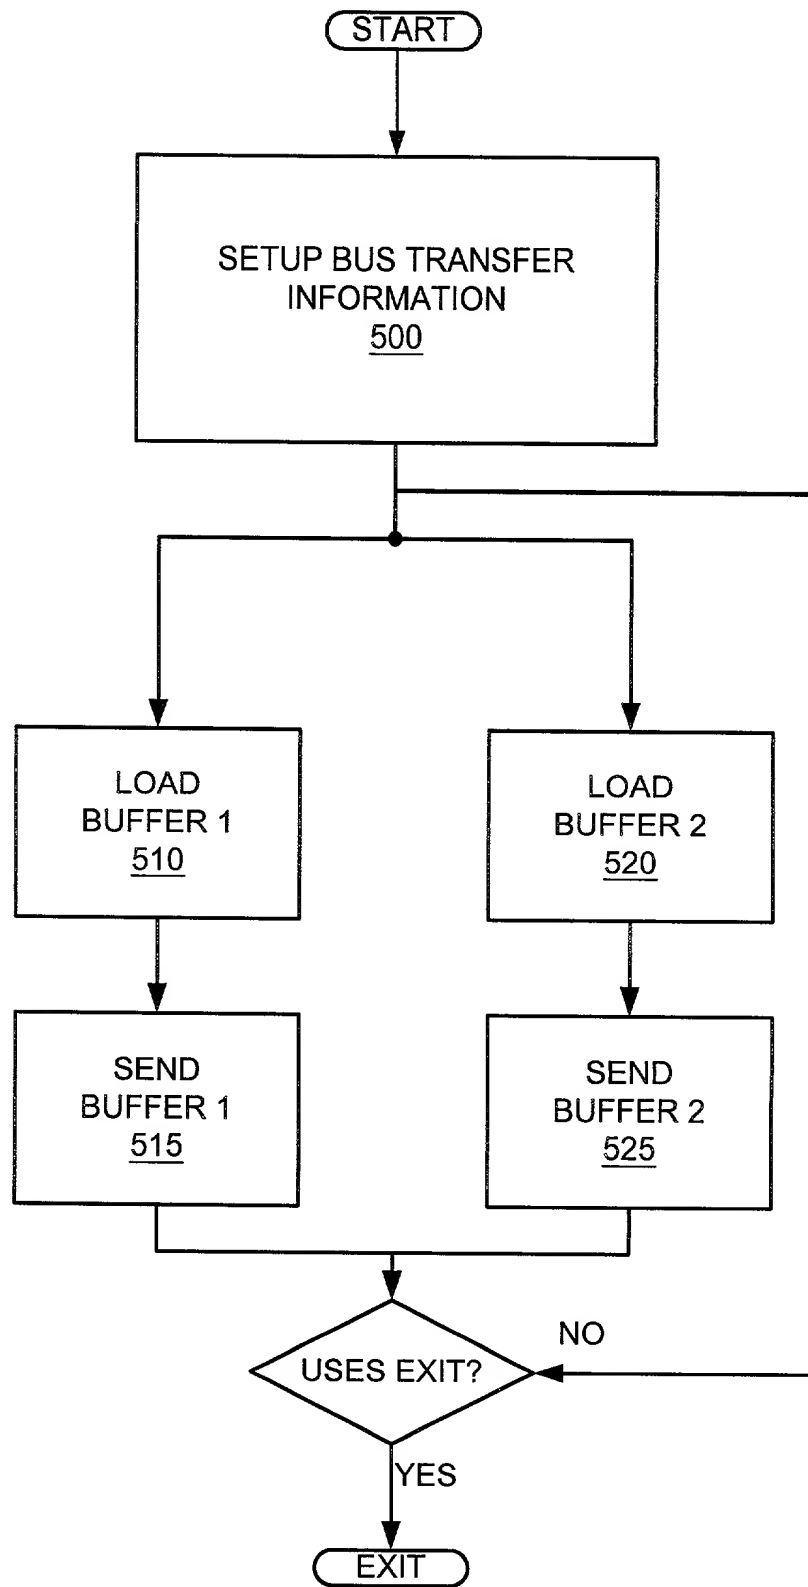 START
SETUP BUS TRANSFER
INFORMATION
500
LOAD
BUFFER 1
510
LOAD
BUFFER 2
520
SEND
BUFFER 1
515
SEND
BUFFER 2
525
NO
USES EXIT?
YES
EXIT